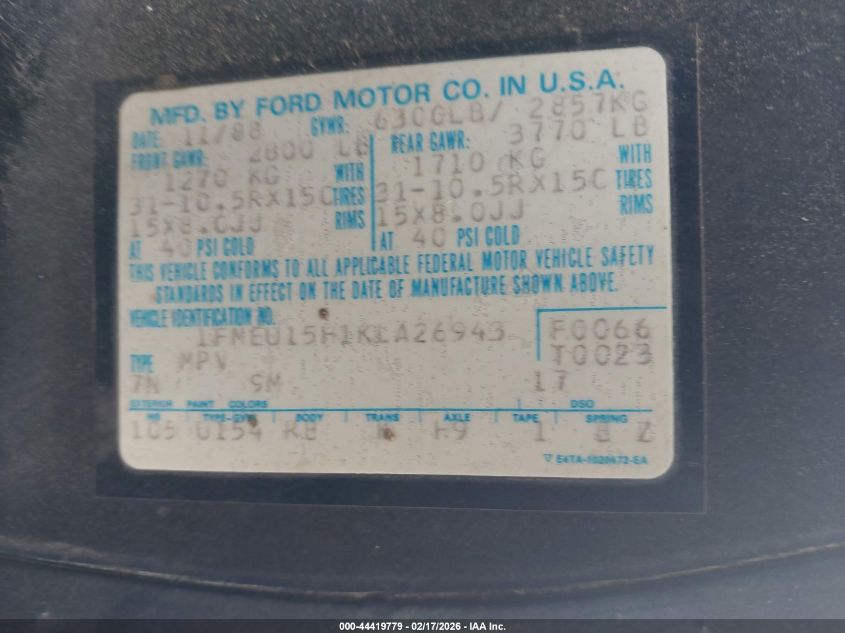 MFD. BY FORD MOTOR CO. IN U.S.A.
DATE: 11/88 GVWR: 6300LB/ 2857KG
FRONT GAWR: 2800 LB REAR GAWR: 3770 LB
1270 KG WITH 1710 KG WITH
31-10.5RX15C TIRES 31-10.5RX15C TIRES
15X8.0JJ RIMS 15X8.0JJ RIMS
AT 40 PSI COLD AT 40 PSI COLD
THIS VEHICLE CONFORMS TO ALL APPLICABLE FEDERAL MOTOR VEHICLE SAFETY
STANDARDS IN EFFECT ON THE DATE OF MANUFACTURE SHOWN ABOVE.
VEHICLE IDENTIFICATION NO.
1FMEU15H1KLA26943 F0066
TYPE MPV T0023
7N SM 17
EXTERIOR PAINT COLORS DSO
WB TYPE-GVW BODY TRANS AXLE TAPE SPRING
105 U154 K H9 1 8 Z
E4TA-1020472-EA
000-44419779 — 02/17/2026 — IAA Inc.